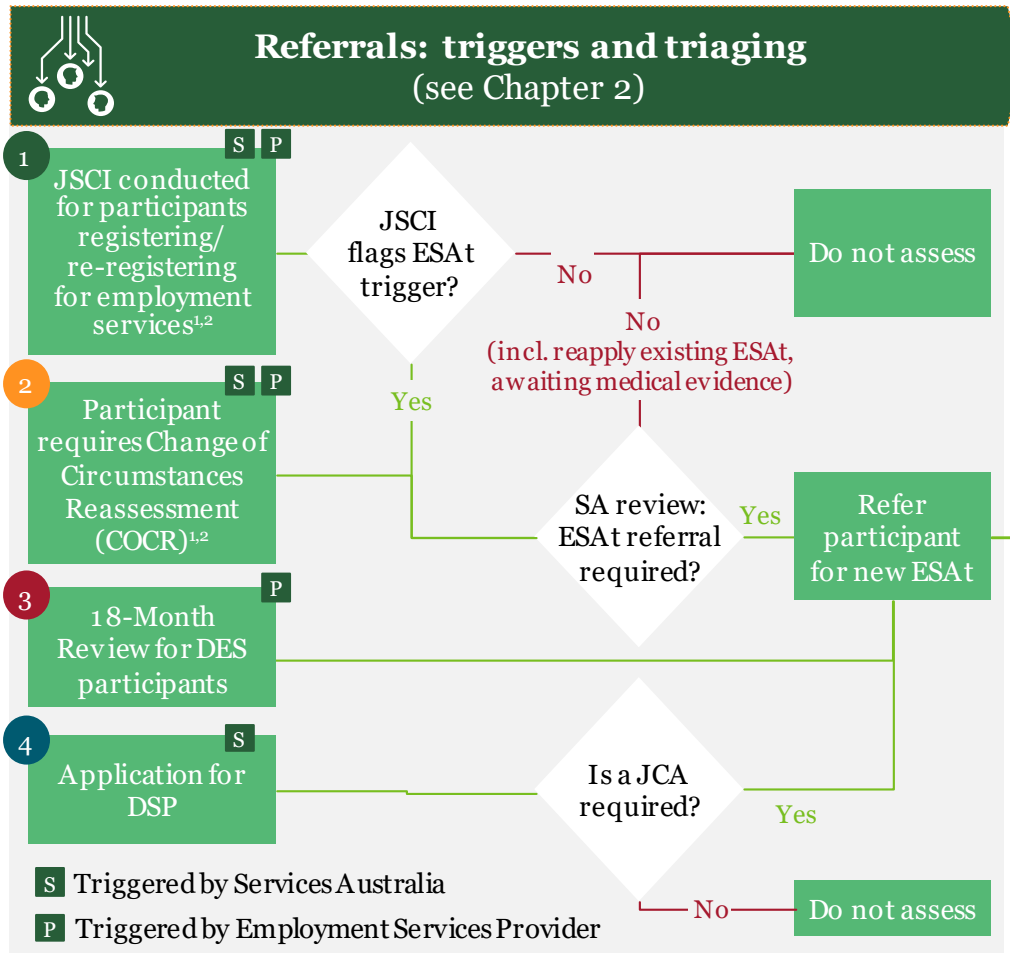 Referrals: triggers and triaging
(see Chapter 2)
1
S P
JSCI conducted
for participants
registering/
re-registering
for employment
services1,2
JSCI
flags ESAt
trigger?
No
Do not assess
No
(incl. reapply existing ESAt,
awaiting medical evidence)
Yes
2
S P
Participant
requires Change of
Circumstances
Reassessment
(COCR)1,2
SA review:
ESAt referral
required?
Yes
Refer
participant
for new ESAt
3
P
18-Month
Review for DES
participants
4
S
Application for
DSP
Is a JCA
required?
Yes
No
Do not assess
S Triggered by Services Australia
P Triggered by Employment Services Provider